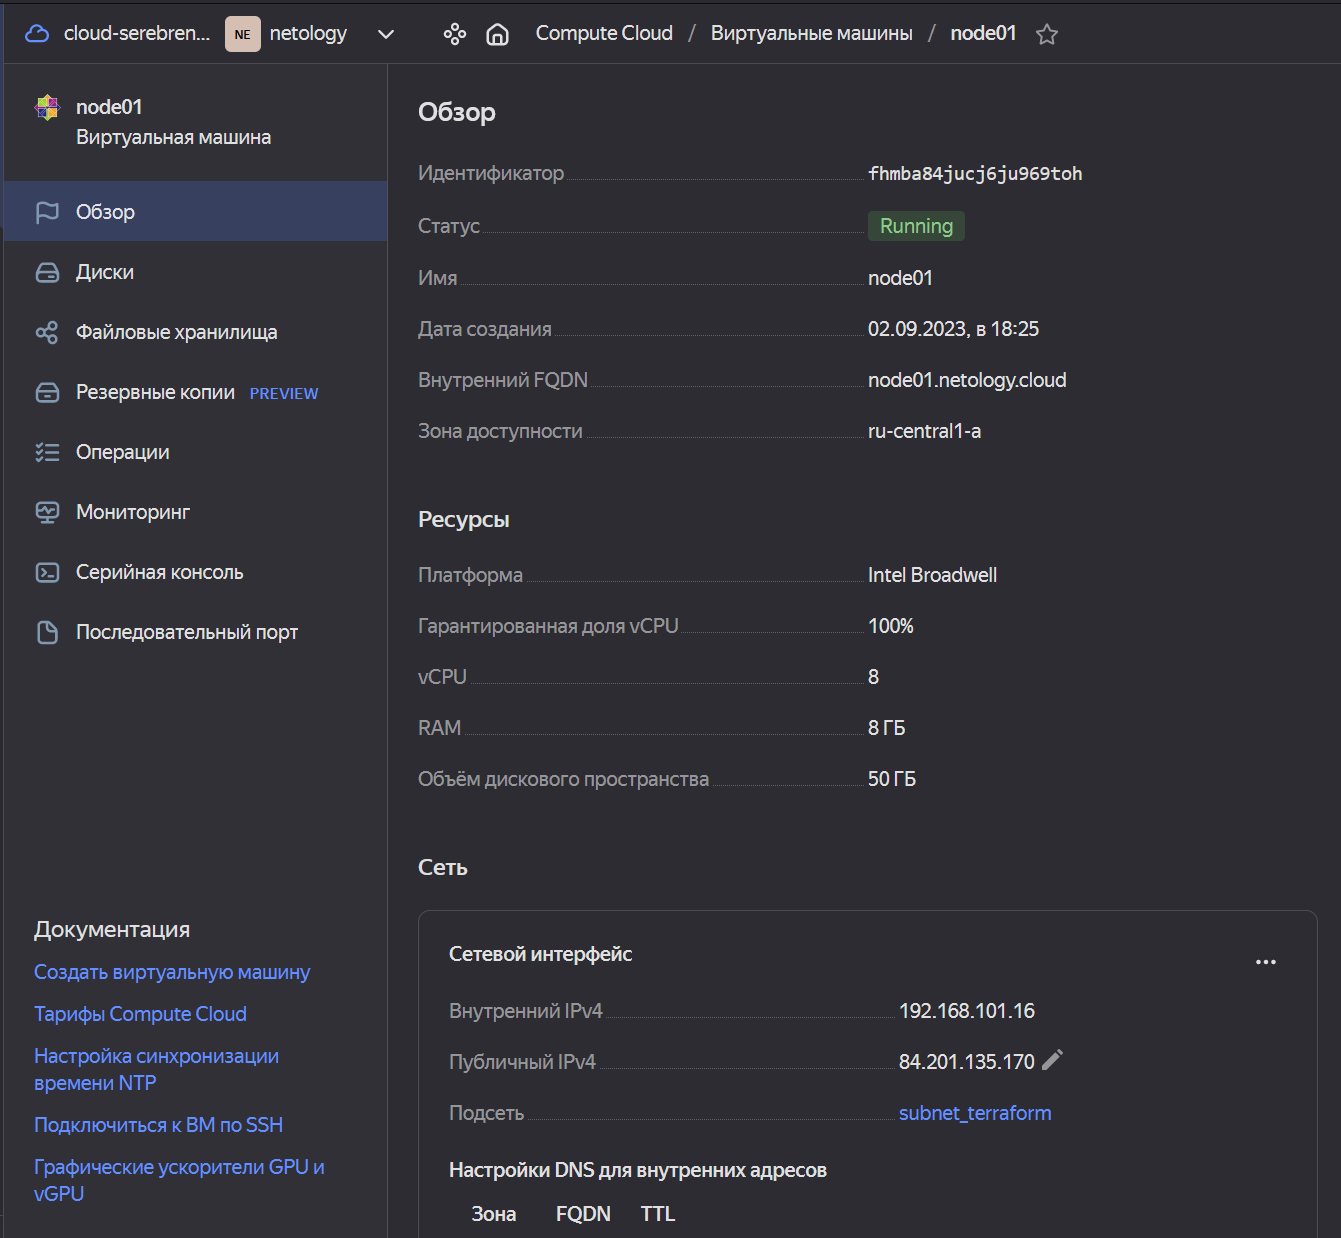 cloud-serebren... NE netology Compute Cloud / Виртуальные машины / node01
node01
Виртуальная машина
Обзор
Диски
Файловые хранилища
Резервные копии PREVIEW
Операции
Мониторинг
Серийная консоль
Последовательный порт
Документация
Создать виртуальную машину
Тарифы Compute Cloud
Настройка синхронизации
времени NTP
Подключиться к ВМ по SSH
Графические ускорители GPU и
vGPU
Обзор
Идентификатор fhmba84jucj6ju969toh
Статус Running
Имя node01
Дата создания 02.09.2023, в 18:25
Внутренний FQDN node01.netology.cloud
Зона доступности ru-central1-a
Ресурсы
Платформа Intel Broadwell
Гарантированная доля vCPU 100%
vCPU 8
RAM 8 ГБ
Объём дискового пространства 50 ГБ
Сеть
Сетевой интерфейс
Внутренний IPv4 192.168.101.16
Публичный IPv4 84.201.135.170
Подсеть subnet_terraform
Настройки DNS для внутренних адресов
Зона FQDN TTL